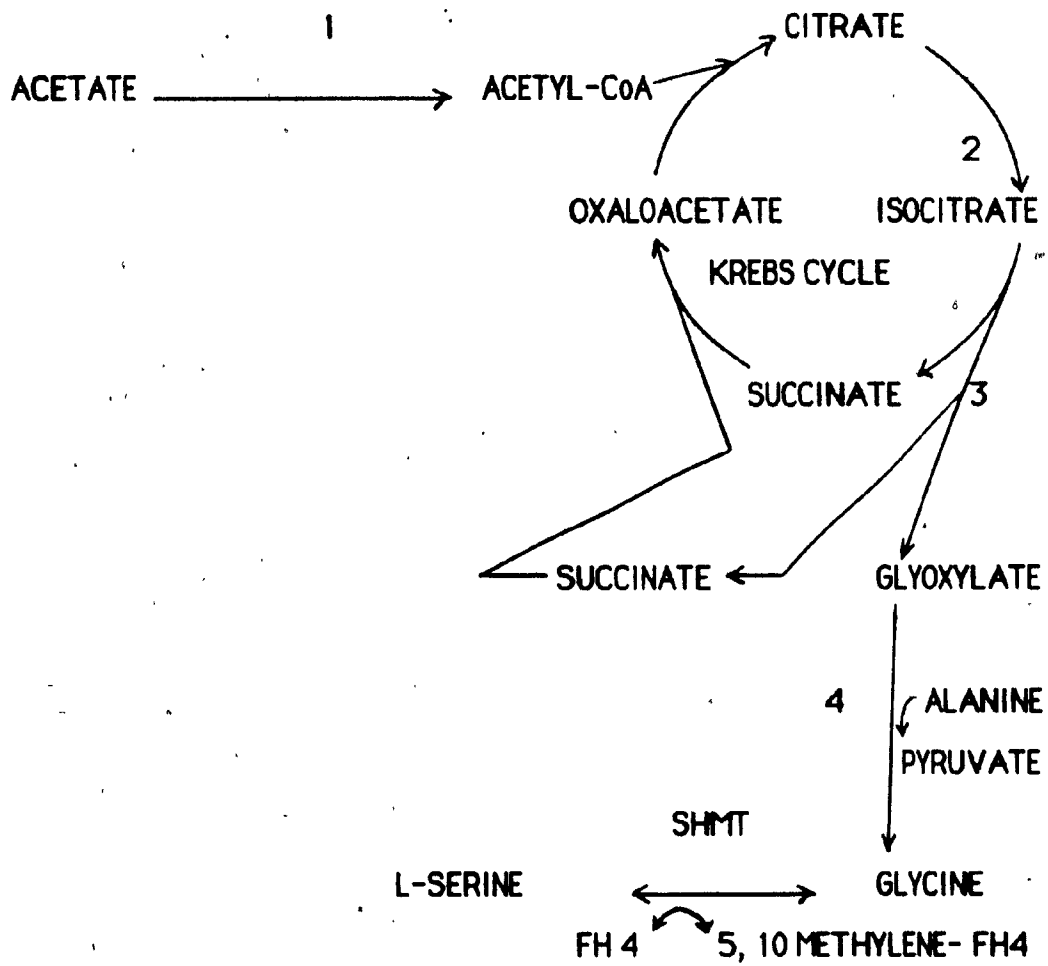 1
CITRATE
ACETATE
ACETYL-CoA
2
OXALOACETATE
ISOCITRATE
KREBS CYCLE
SUCCINATE
3
SUCCINATE
GLYOXYLATE
4
ALANINE
PYRUVATE
SHMT
L-SERINE
GLYCINE
FH 4
5, 10 METHYLENE- FH4